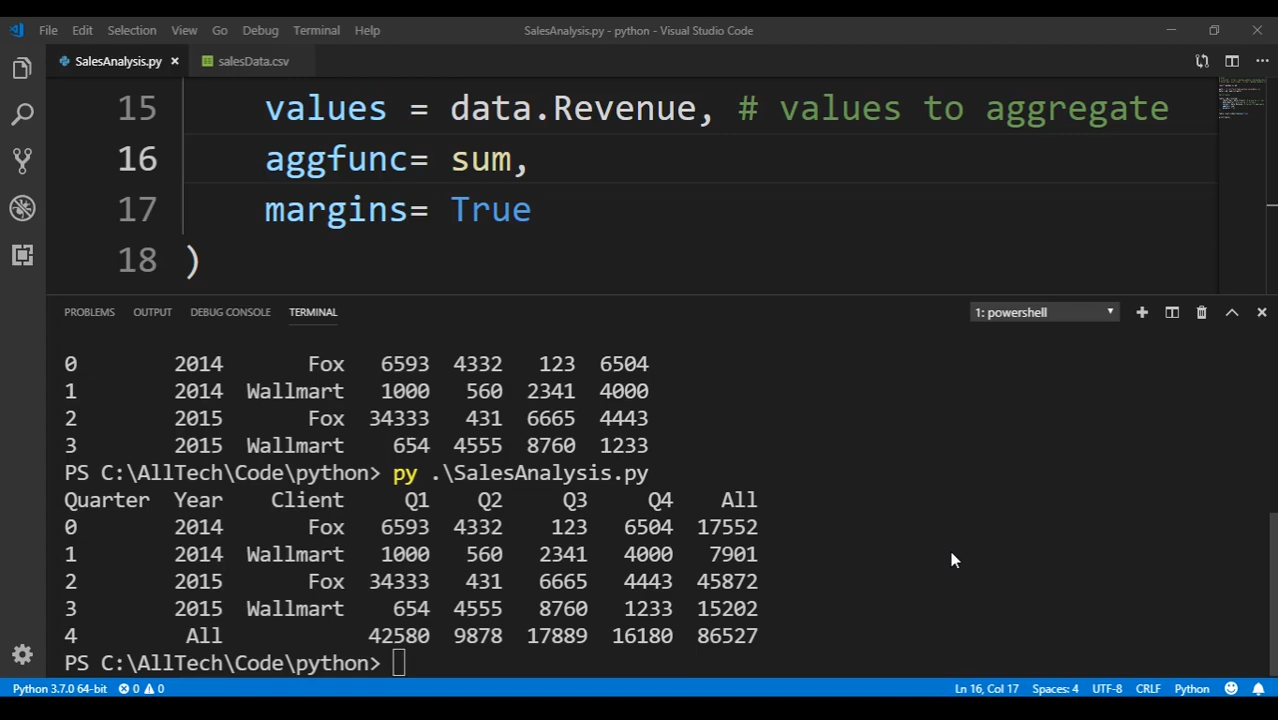 File Edit Selection View Go Debug Terminal Help SalesAnalysis.py - python - Visual Studio Code
SalesAnalysis.py × salesData.csv
15 values = data.Revenue, # values to aggregate
16 aggfunc= sum,
17 margins= True
18 )
PROBLEMS OUTPUT DEBUG CONSOLE TERMINAL 1: powershell
0 2014 Fox 6593 4332 123 6504
1 2014 Wallmart 1000 560 2341 4000
2 2015 Fox 34333 431 6665 4443
3 2015 Wallmart 654 4555 8760 1233
PS C:\AllTech\Code\python> py .\SalesAnalysis.py
Quarter Year Client Q1 Q2 Q3 Q4 All
0 2014 Fox 6593 4332 123 6504 17552
1 2014 Wallmart 1000 560 2341 4000 7901
2 2015 Fox 34333 431 6665 4443 45872
3 2015 Wallmart 654 4555 8760 1233 15202
4 All 42580 9878 17889 16180 86527
PS C:\AllTech\Code\python>
Python 3.7.0 64-bit 0 0 Ln 16, Col 17 Spaces: 4 UTF-8 CRLF Python